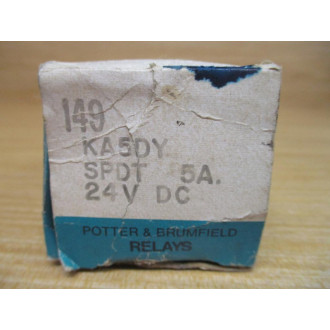 149
KA5DY
SPDT 5A.
24V DC
POTTER & BRUMFIELD
RELAYS